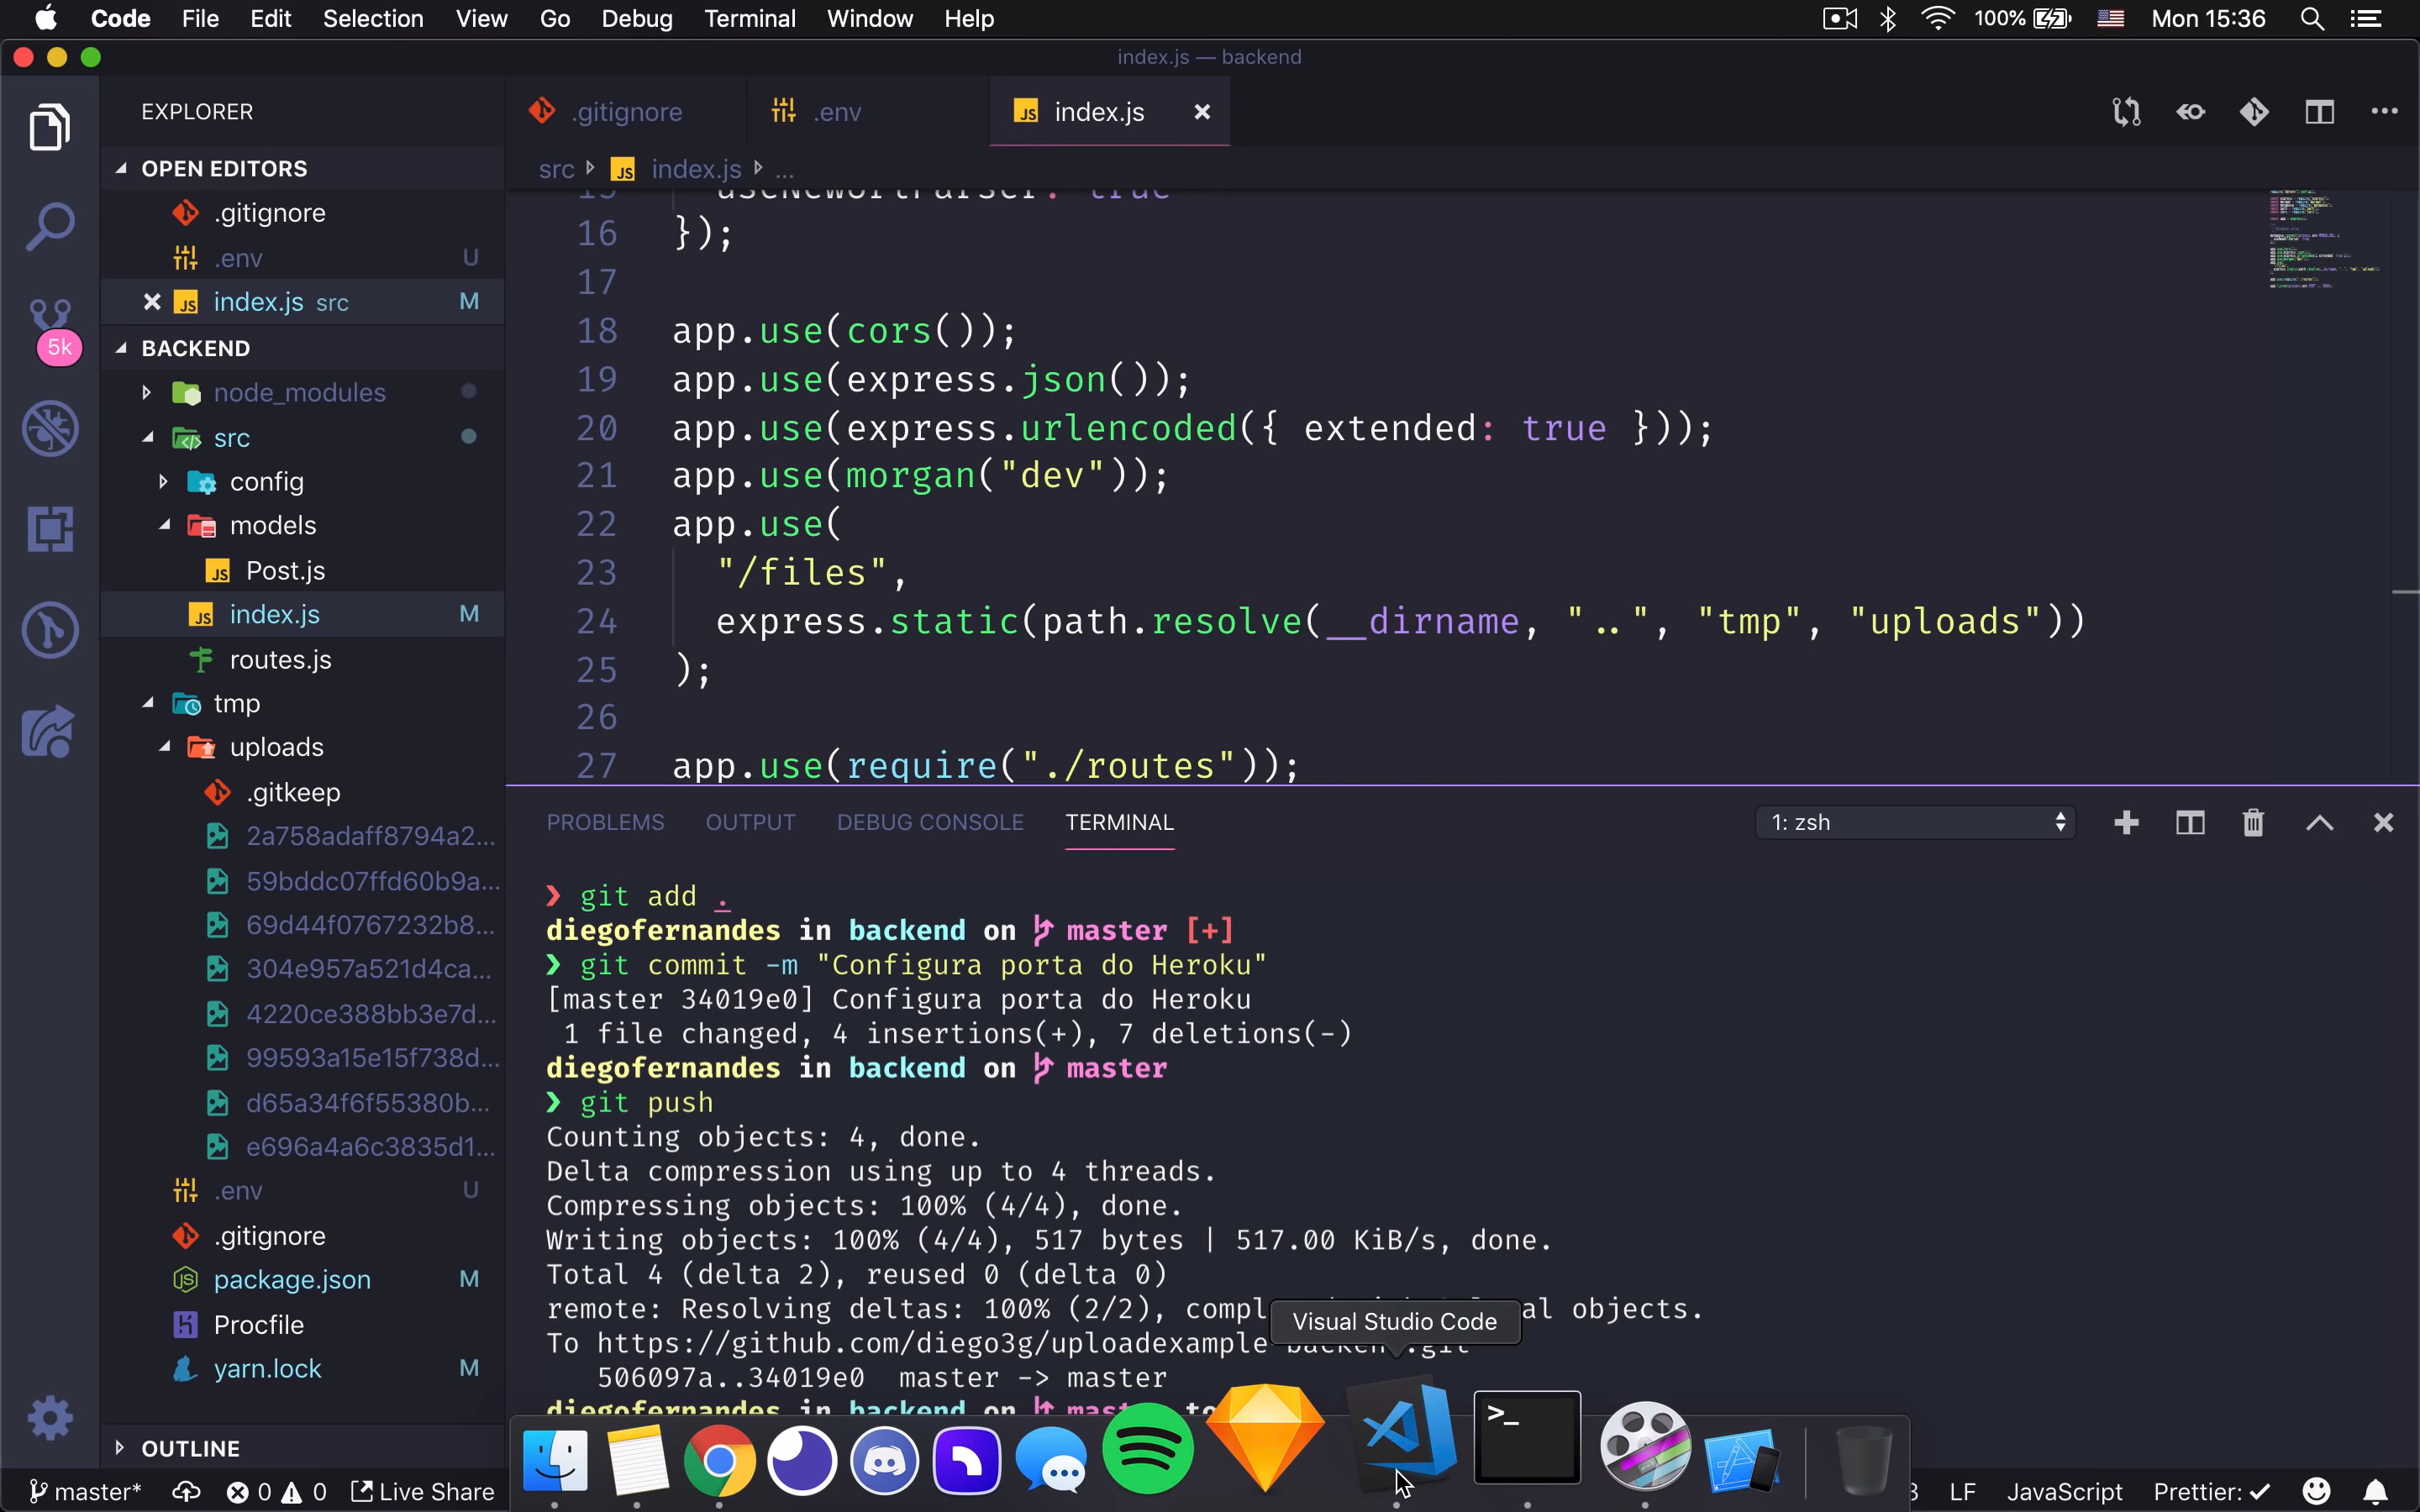 Code File Edit Selection View Go Debug Terminal Window Help 100% Mon 15:36
index.js — backend
EXPLORER
OPEN EDITORS
.gitignore
.env U
index.js src M
5k
BACKEND
node_modules
src
config
models
Post.js
index.js M
routes.js
tmp
uploads
.gitkeep
2a758adaff8794a2...
59bddc07ffd60b9a...
69d44f0767232b8...
304e957a521d4ca...
4220ce388bb3e7d...
99593a15e15f738d...
d65a34f6f55380b...
e696a4a6c3835d1...
.env U
.gitignore
package.json M
Procfile
yarn.lock M
OUTLINE
.gitignore .env index.js
src index.js ...
16 });
17
18 app.use(cors());
19 app.use(express.json());
20 app.use(express.urlencoded({ extended: true }));
21 app.use(morgan("dev"));
22 app.use(
23 "/files",
24 express.static(path.resolve(__dirname, "..", "tmp", "uploads"))
25 );
26
27 app.use(require("./routes"));
PROBLEMS OUTPUT DEBUG CONSOLE TERMINAL 1: zsh
❯ git add .
diegofernandes in backend on master [+]
❯ git commit -m "Configura porta do Heroku"
[master 34019e0] Configura porta do Heroku
1 file changed, 4 insertions(+), 7 deletions(-)
diegofernandes in backend on master
❯ git push
Counting objects: 4, done.
Delta compression using up to 4 threads.
Compressing objects: 100% (4/4), done.
Writing objects: 100% (4/4), 517 bytes | 517.00 KiB/s, done.
Total 4 (delta 2), reused 0 (delta 0)
remote: Resolving deltas: 100% (2/2), objects.
Visual Studio Code
To https://github.com/diego3g/uploadexample
506097a..34019e0 master -> master
diegofernandes in backend on
master* 0 0 Live Share LF JavaScript Prettier: ✓